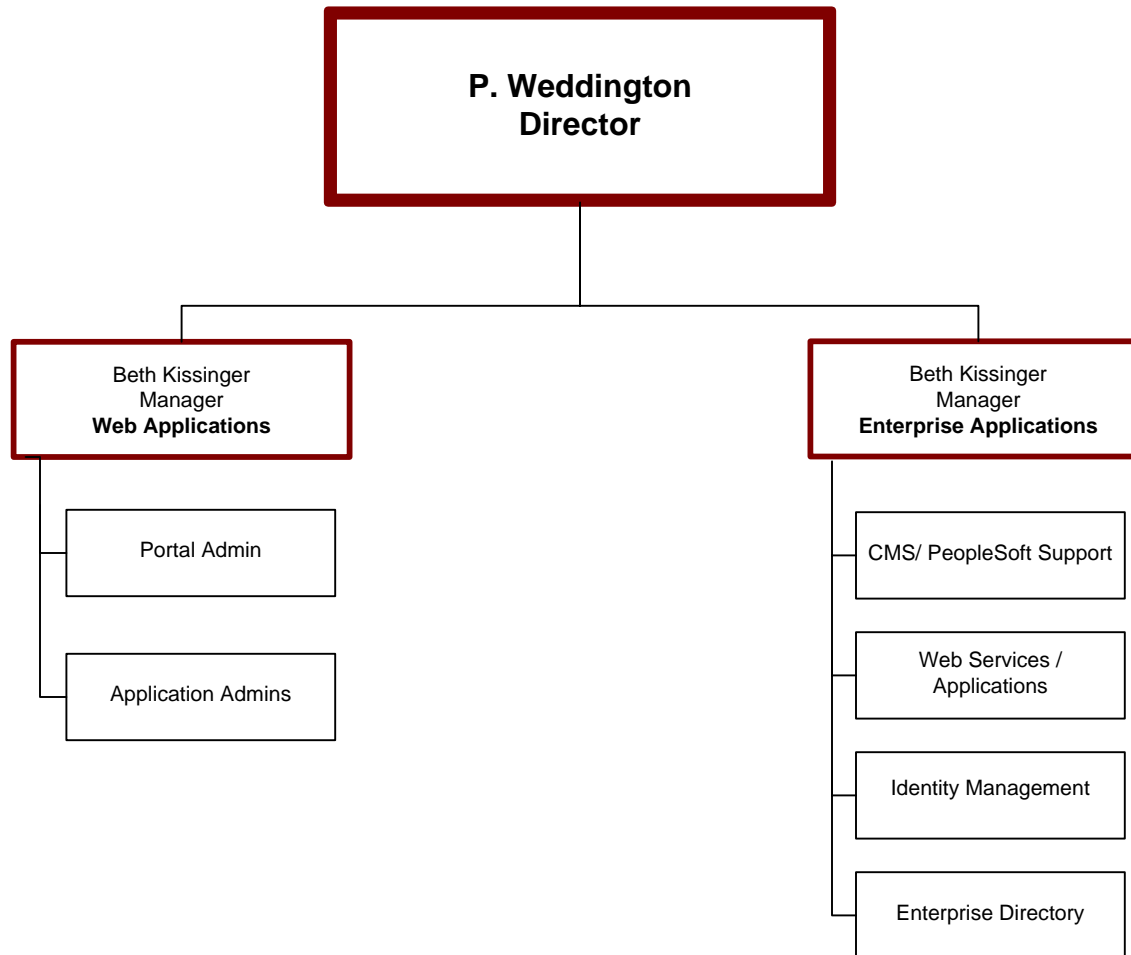 P. Weddington
Director
Beth Kissinger
Manager
Web Applications
Portal Admin
Application Admins
Beth Kissinger
Manager
Enterprise Applications
CMS/ PeopleSoft Support
Web Services /
Applications
Identity Management
Enterprise Directory